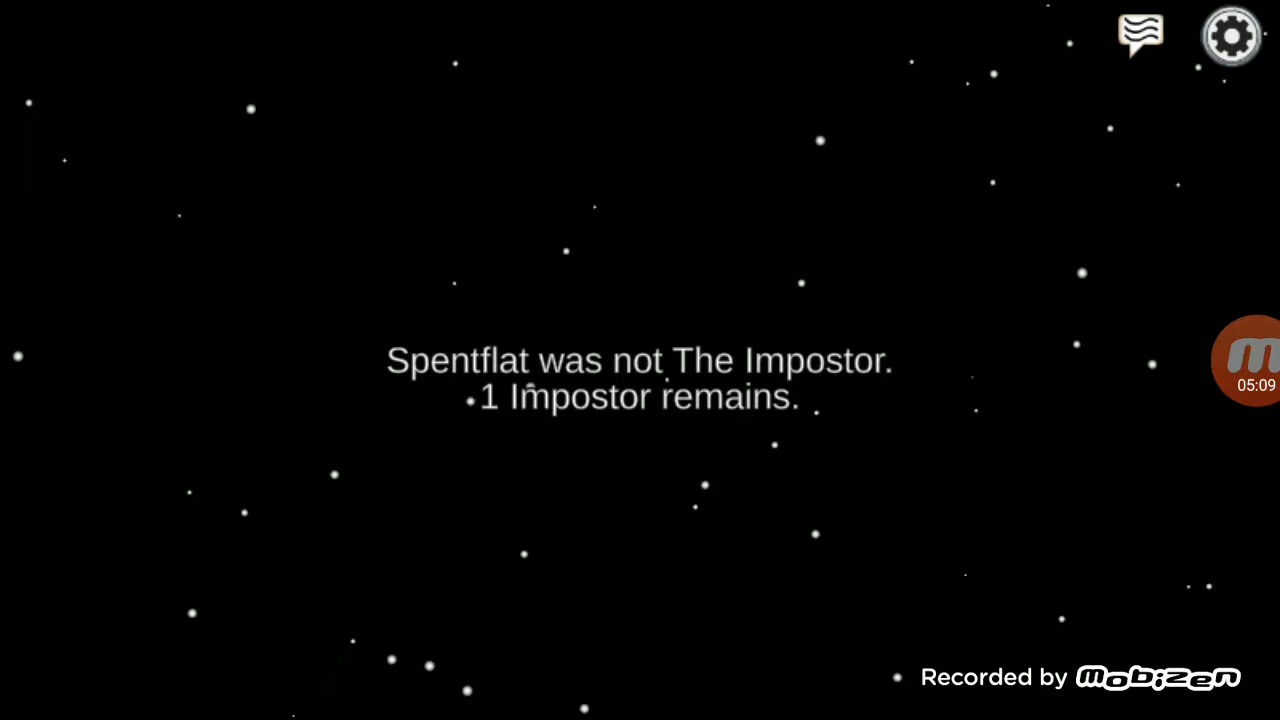 Spentflat was not The Impostor.
1 Impostor remains.
05:09
Recorded by mobizen